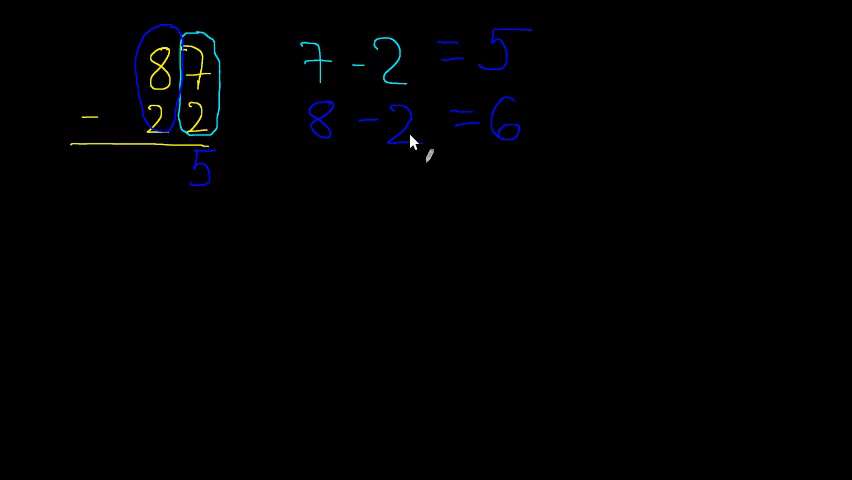 87 7 - 2 = 5
- 22 8 - 2 = 6
5